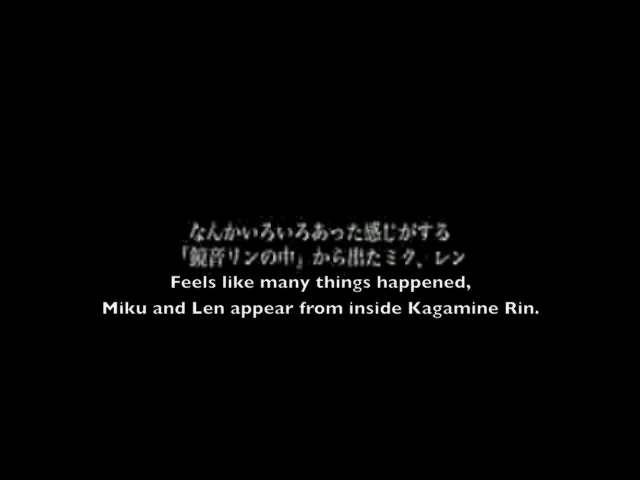 なんかいろいろあった感じがする
「鏡音リンの中」から出たミク、レン
Feels like many things happened,
Miku and Len appear from inside Kagamine Rin.